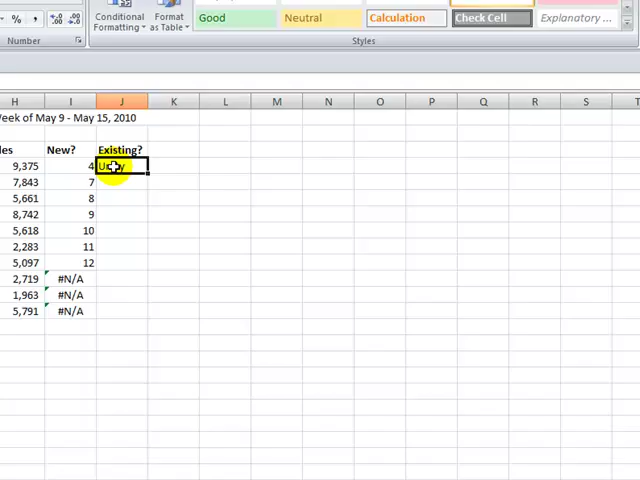 %
,
Conditional
Formatting
Format
as Table
Good
Neutral
Calculation
Check Cell
Explanatory ...
Number
Styles
H I J K L M N O P Q R S T
of May 9 - May 15, 2010
New? Existing?
9,375 4
7,843 7
5,661 8
8,742 9
5,618 10
2,283 11
5,097 12
2,719 #N/A
1,963 #N/A
5,791 #N/A